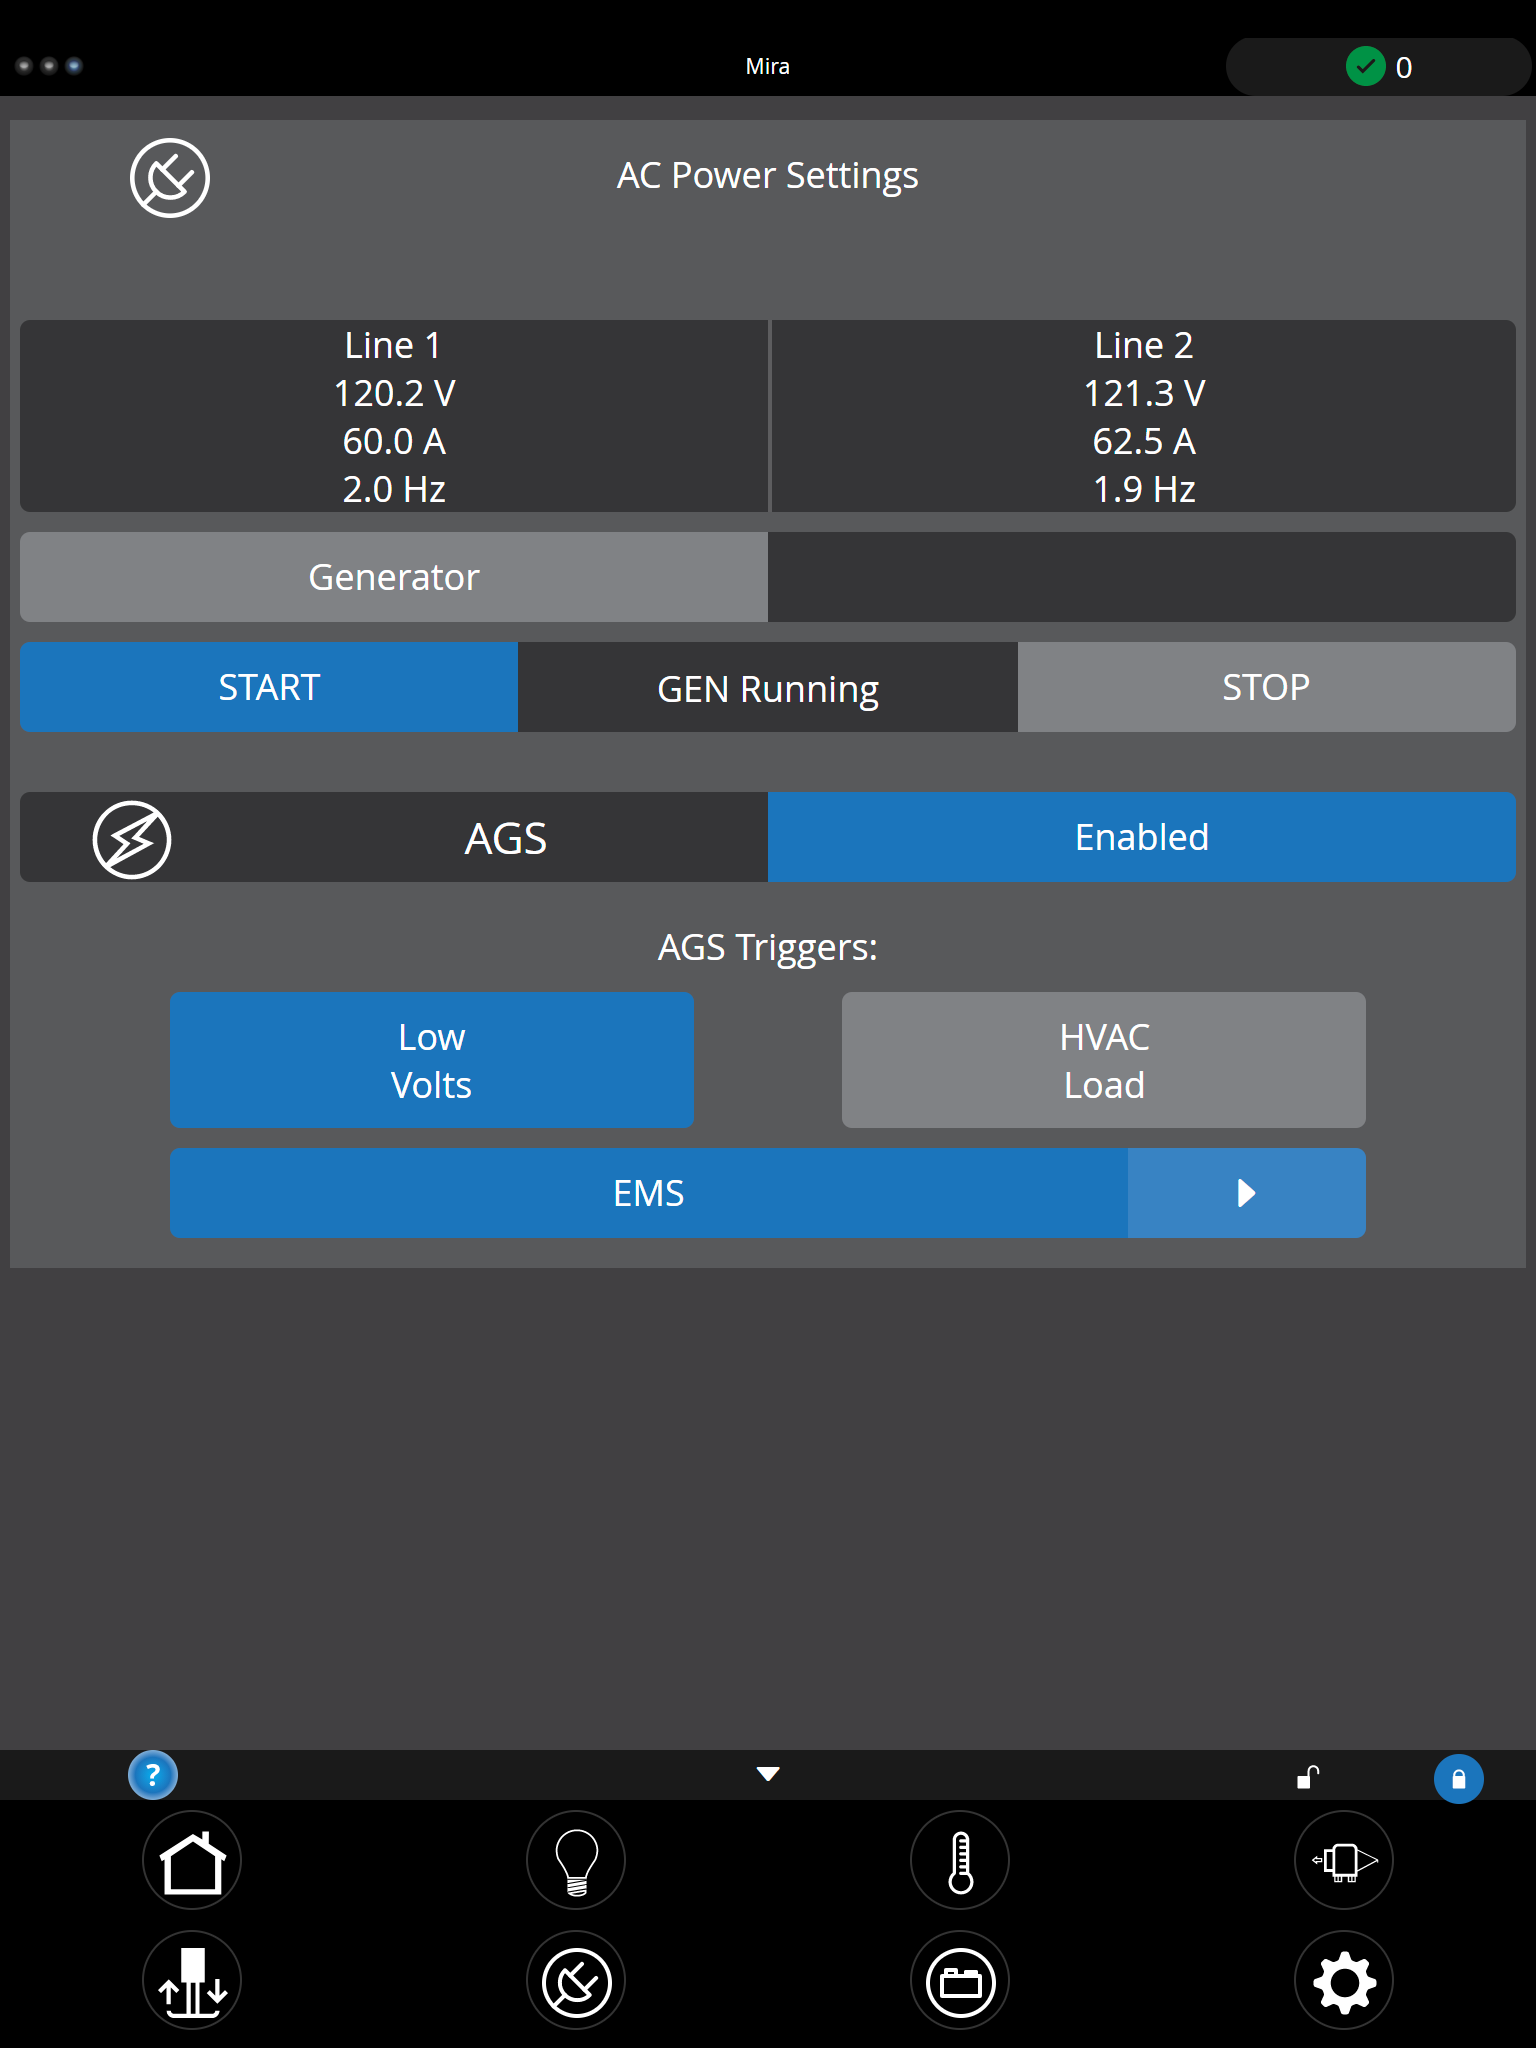 Mira
0
AC Power Settings
Line 1
120.2 V
60.0 A
2.0 Hz
Line 2
121.3 V
62.5 A
1.9 Hz
Generator
START
GEN Running
STOP
AGS
Enabled
AGS Triggers:
Low
Volts
HVAC
Load
EMS
?